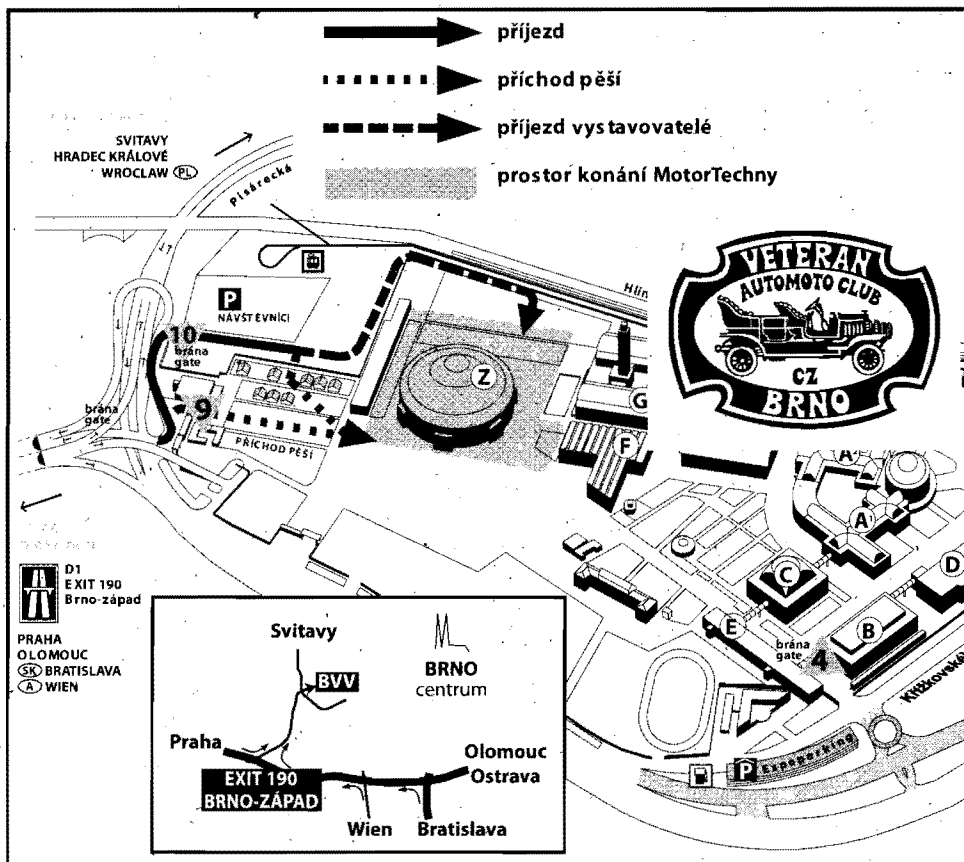 příjezd
příchod pěší
příjezd vystavovatelé
prostor konání MotorTechny
SVITAVY
HRADEC KRÁLOVÉ
WROCLAW PL
Pisárecká
P
NÁVŠTĚVNÍCI
10
brána
gate
9
brána
gate
PŘÍCHOD PĚŠÍ
Z
G
F
VETERAN
AUTOMOTO CLUB
CZ
BRNO
A
A1
C
D
E
B
brána
gate
4
Křížkovské
P
Expoparking
D1
EXIT 190
Brno-západ
PRAHA
OLOMOUC
SK BRATISLAVA
A WIEN
Svitavy
BVV
BRNO
centrum
Praha
Olomouc
Ostrava
EXIT 190
BRNO-ZÁPAD
Wien
Bratislava